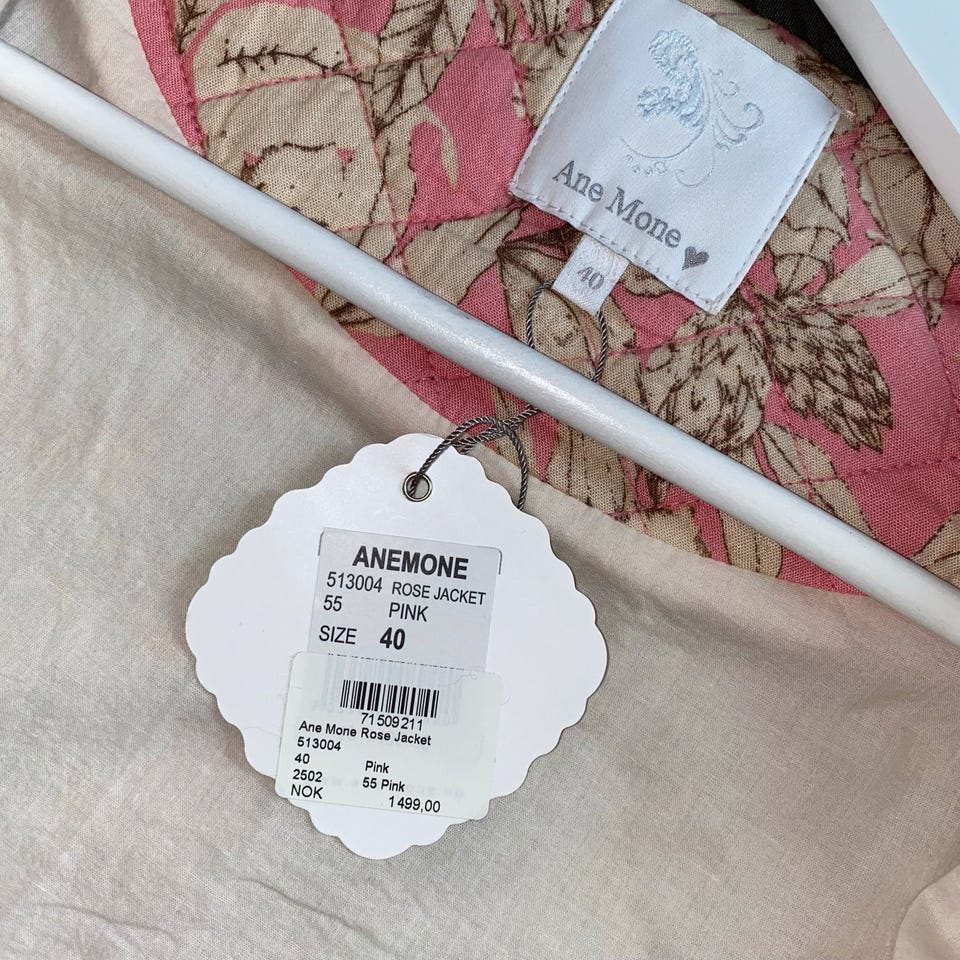 Ane Mone ♥
40
ANEMONE
513004 ROSE JACKET
55 PINK
SIZE 40
71509211
Ane Mone Rose Jacket
513004
40 Pink
2502 55 Pink
NOK 1499,00